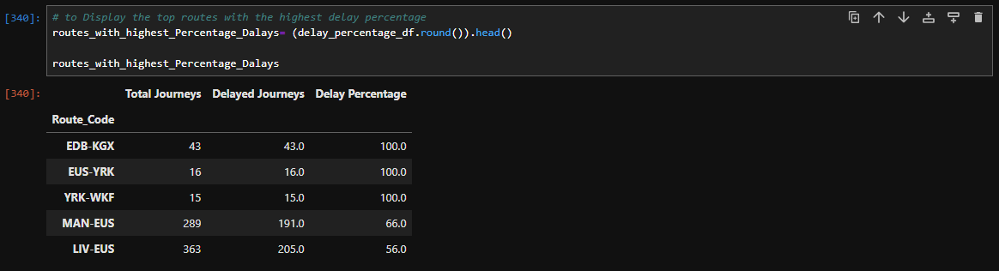 [340]: # to Display the top routes with the highest delay percentage
routes_with_highest_Percentage_Dalays= (delay_percentage_df.round()).head()
routes_with_highest_Percentage_Dalays
[340]: Total Journeys Delayed Journeys Delay Percentage
Route_Code
EDB-KGX 43 43.0 100.0
EUS-YRK 16 16.0 100.0
YRK-WKF 15 15.0 100.0
MAN-EUS 289 191.0 66.0
LIV-EUS 363 205.0 56.0